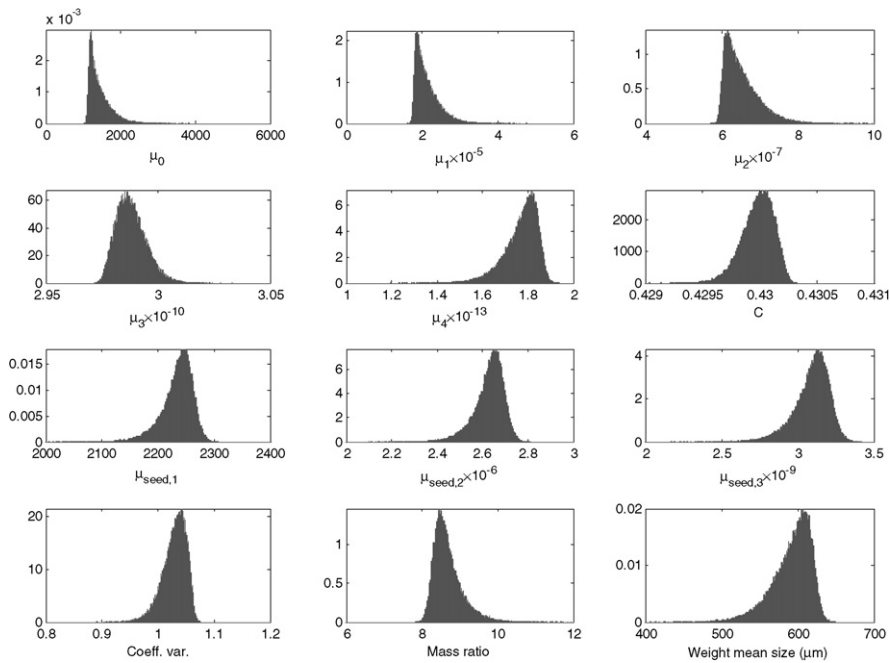 x 10⁻³
3
2
1
0
0 2000 4000 6000
μ₀
2
1
0
0 2 4 6
μ₁×10⁻⁵
1
0.5
0
4 6 8 10
μ₂×10⁻⁷
60
40
20
0
2.95 3 3.05
μ₃×10⁻¹⁰
6
4
2
0
1 1.2 1.4 1.6 1.8 2
μ₄×10⁻¹³
2000
1000
0
0.429 0.4295 0.43 0.4305 0.431
C
0.015
0.01
0.005
0
2000 2100 2200 2300 2400
μseed,1
6
4
2
0
2 2.2 2.4 2.6 2.8 3
μseed,2×10⁻⁶
4
2
0
2 2.5 3 3.5
μseed,3×10⁻⁹
20
10
0
0.8 0.9 1 1.1 1.2
Coeff. var.
1
0.5
0
6 8 10 12
Mass ratio
0.02
0.01
0
400 500 600 700
Weight mean size (μm)